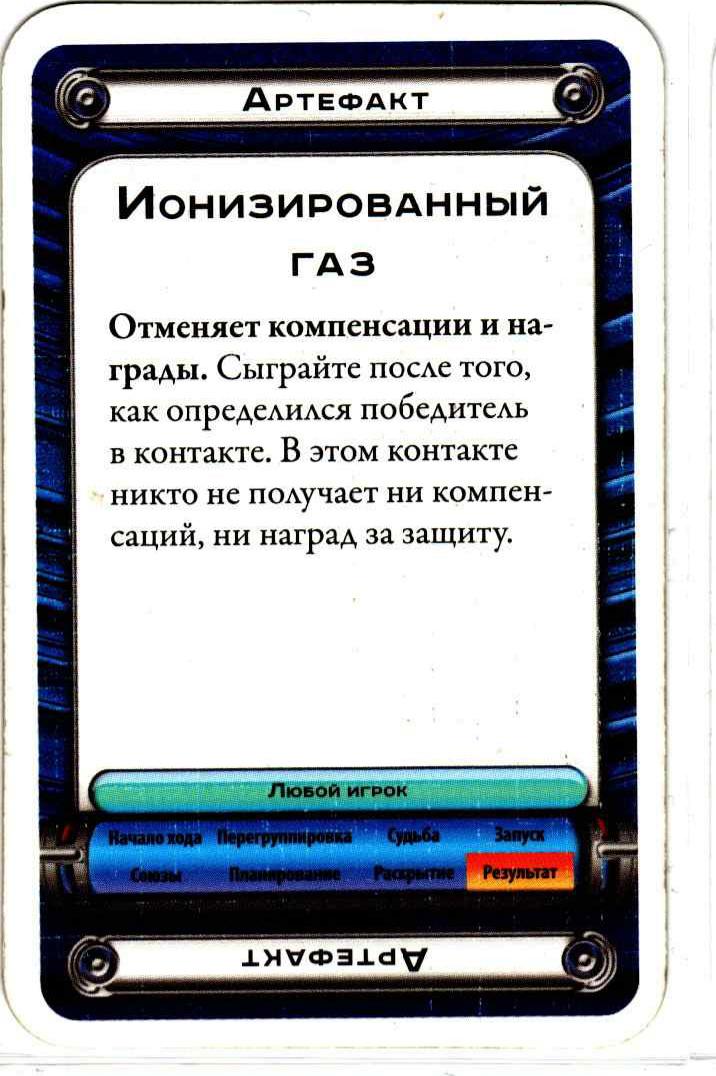 Артефакт
Ионизированный
газ
Отменяет компенсации и на-
грады. Сыграйте после того,
как определился победитель
в контакте. В этом контакте
никто не получает ни компен-
саций, ни наград за защиту.
Любой игрок
Начало хода Перегруппировка Судьба Запуск
Союзы Планирование Раскрытие Результат
Артефакт